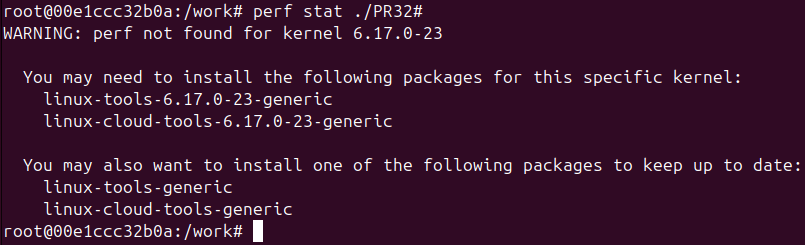 root@00e1ccc32b0a:/work# perf stat ./PR32#
WARNING: perf not found for kernel 6.17.0-23

  You may need to install the following packages for this specific kernel:
    linux-tools-6.17.0-23-generic
    linux-cloud-tools-6.17.0-23-generic

  You may also want to install one of the following packages to keep up to date:
    linux-tools-generic
    linux-cloud-tools-generic
root@00e1ccc32b0a:/work#